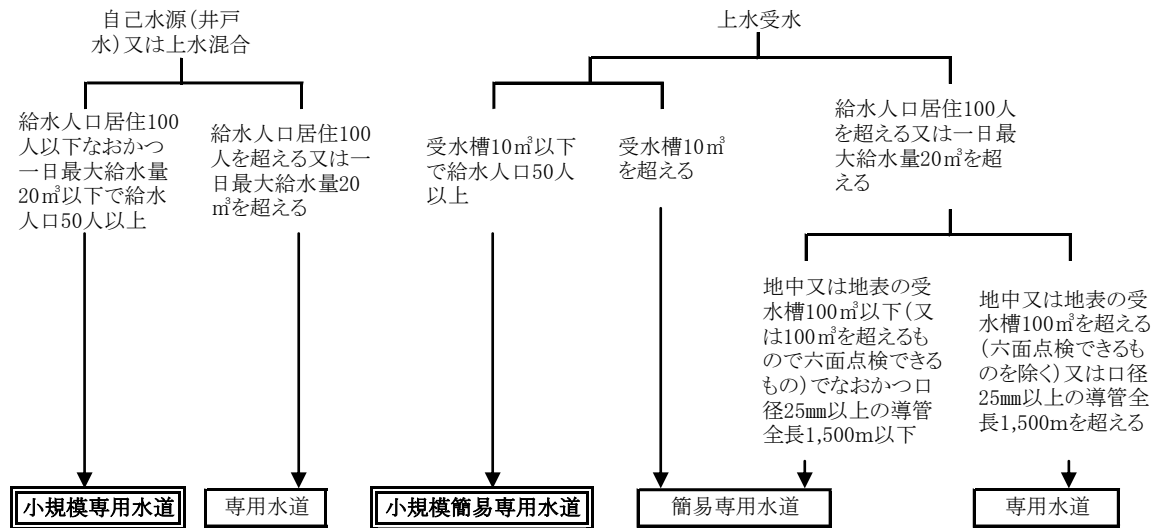 自己水源(井戸
水)又は上水混合
上水受水
給水人口居住100
人以下なおかつ
一日最大給水量
20㎥以下で給水
人口50人以上
給水人口居住100
人を超える又は一
日最大給水量20
㎥を超える
受水槽10㎥以下
で給水人口50人
以上
受水槽10㎥
を超える
給水人口居住100人
を超える又は一日最
大給水量20㎥を超
える
地中又は地表の受
水槽100㎥以下(又
は100㎥を超えるも
ので六面点検できる
もの)でなおかつ口
径25㎜以上の導管
全長1,500m以下
地中又は地表の受
水槽100㎥を超える
(六面点検できるも
のを除く)又は口径
25㎜以上の導管全
長1,500mを超える
小規模専用水道
専用水道
小規模簡易専用水道
簡易専用水道
専用水道